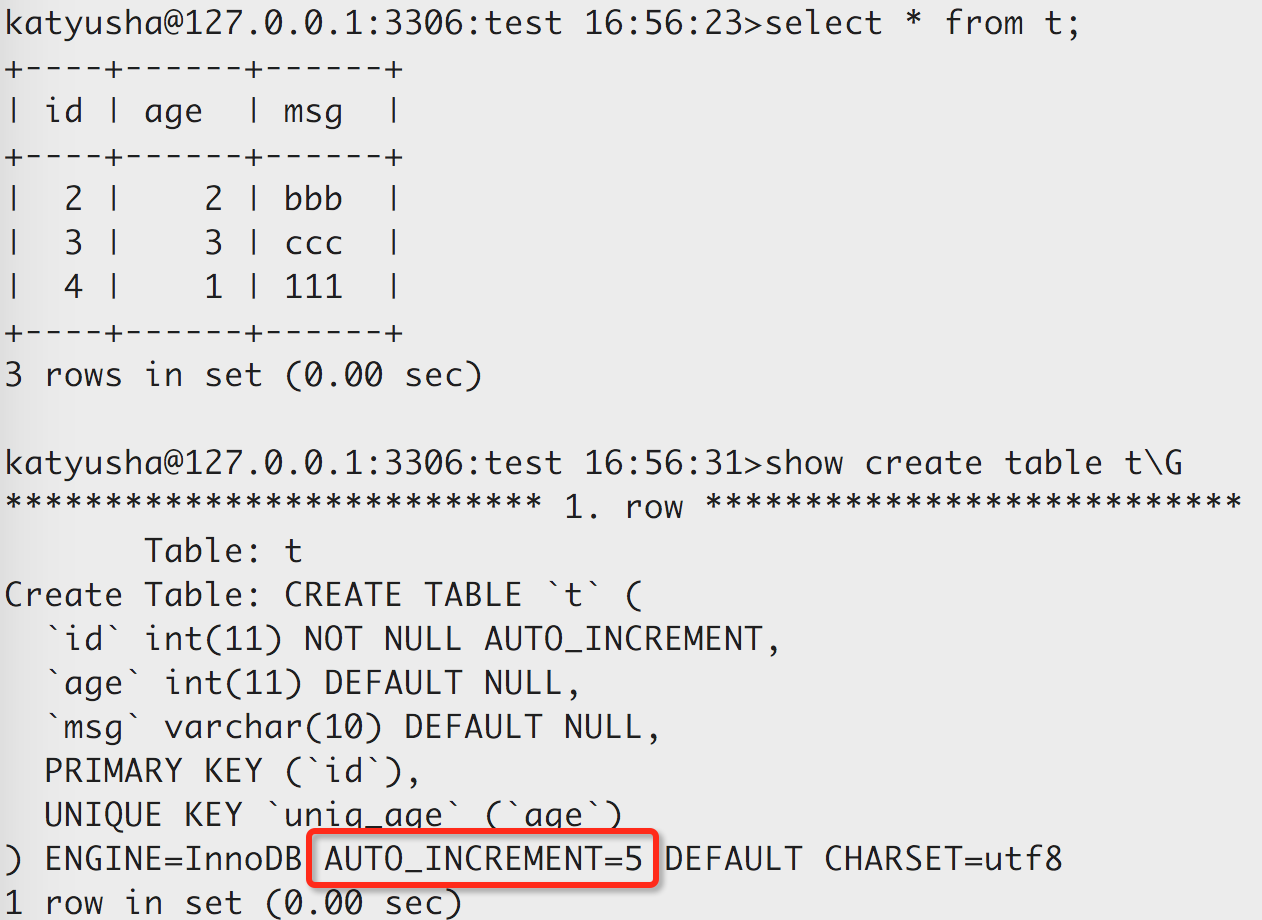 katyusha@127.0.0.1:3306:test 16:56:23>select * from t;
+----+------+------+
| id | age  | msg  |
+----+------+------+
|  2 |    2 | bbb  |
|  3 |    3 | ccc  |
|  4 |    1 | 111  |
+----+------+------+
3 rows in set (0.00 sec)
katyusha@127.0.0.1:3306:test 16:56:31>show create table t\G
*************************** 1. row ***************************
       Table: t
Create Table: CREATE TABLE `t` (
  `id` int(11) NOT NULL AUTO_INCREMENT,
  `age` int(11) DEFAULT NULL,
  `msg` varchar(10) DEFAULT NULL,
  PRIMARY KEY (`id`),
  UNIQUE KEY `uniq_age` (`age`)
) ENGINE=InnoDB AUTO_INCREMENT=5 DEFAULT CHARSET=utf8
1 row in set (0.00 sec)